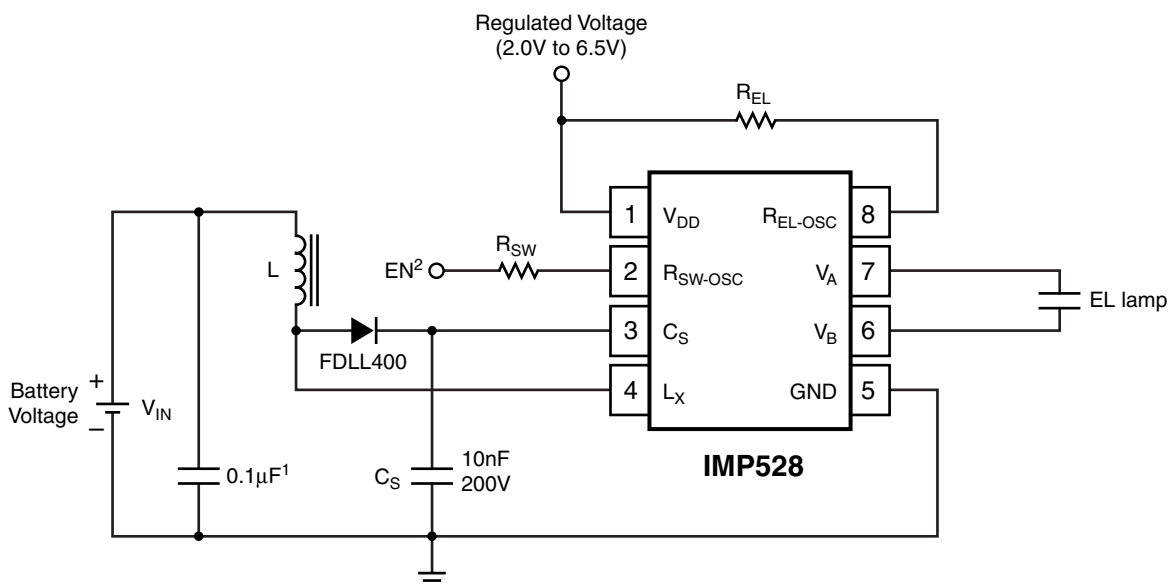 Regulated Voltage
(2.0V to 6.5V)
R_EL
1 V_DD
R_EL-OSC 8
R_SW
EN²
2 R_SW-OSC
V_A 7
L
EL lamp
3 C_S
V_B 6
FDLL400
4 L_X
GND 5
Battery
Voltage
+
–
V_IN
IMP528
0.1µF¹
C_S
10nF
200V